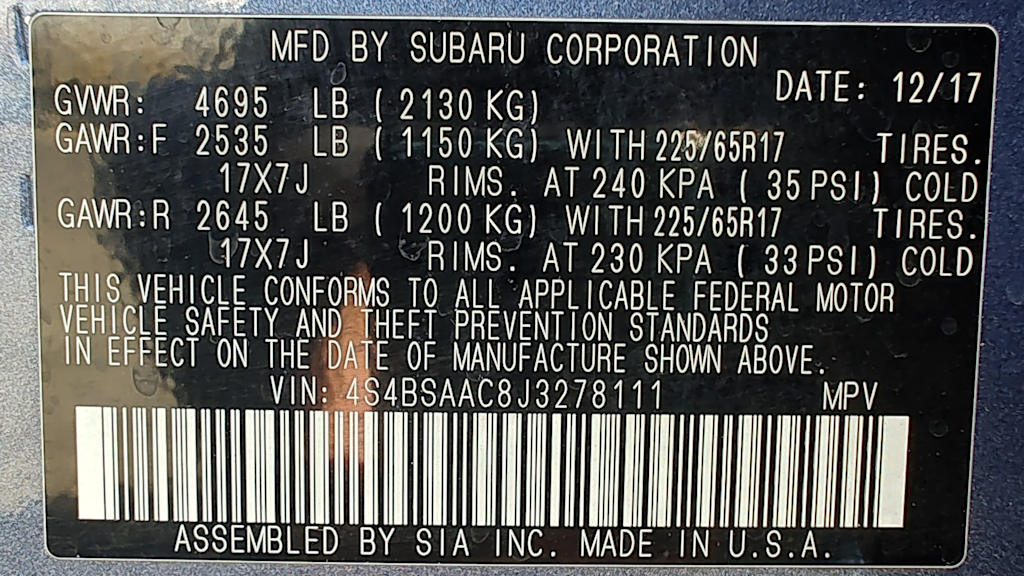 MFD BY SUBARU CORPORATION
DATE: 12/17
GVWR: 4695 LB ( 2130 KG)
GAWR:F 2535 LB ( 1150 KG) WITH 225/65R17 TIRES.
17X7J RIMS. AT 240 KPA ( 35 PSI) COLD
GAWR:R 2645 LB ( 1200 KG) WITH 225/65R17 TIRES.
17X7J RIMS. AT 230 KPA ( 33 PSI) COLD
THIS VEHICLE CONFORMS TO ALL APPLICABLE FEDERAL MOTOR
VEHICLE SAFETY AND THEFT PREVENTION STANDARDS
IN EFFECT ON THE DATE OF MANUFACTURE SHOWN ABOVE.
VIN: 4S4BSAAC8J3278111 MPV
ASSEMBLED BY SIA INC. MADE IN U.S.A.